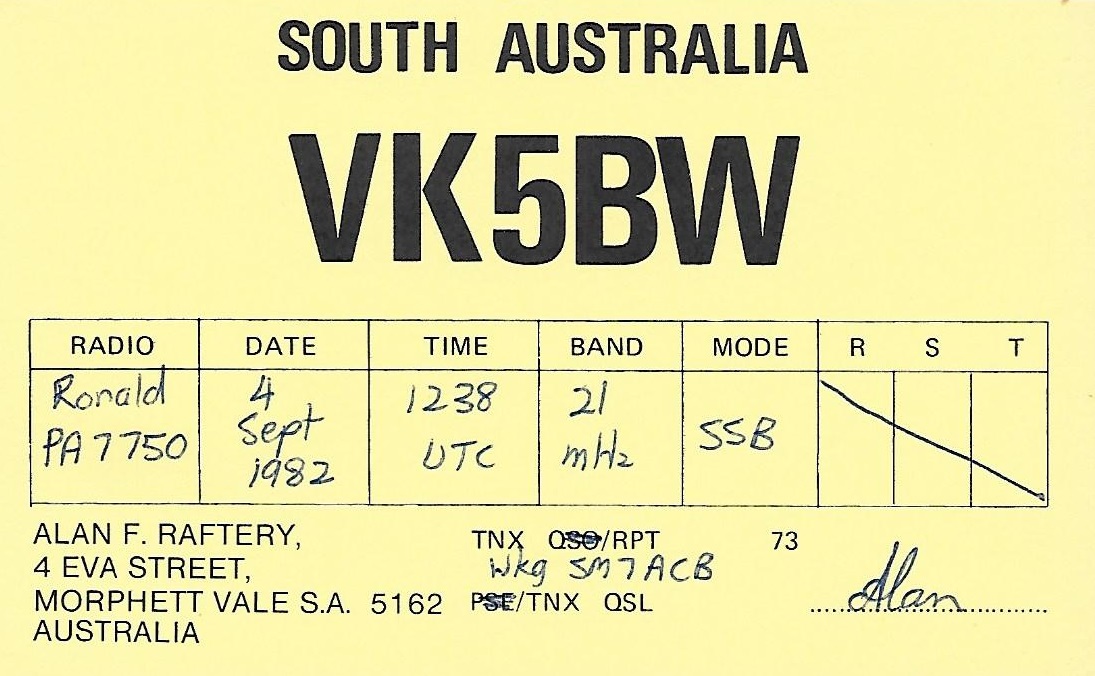 SOUTH AUSTRALIA
VK5BW
RADIO DATE TIME BAND MODE R S T
Ronald PA7750 4 Sept 1982 1238 UTC 21 mHz SSB
ALAN F. RAFTERY,
4 EVA STREET,
MORPHETT VALE S.A. 5162
AUSTRALIA
TNX QSO/RPT 73
Wkg SM7ACB
PSE/TNX QSL
Alan